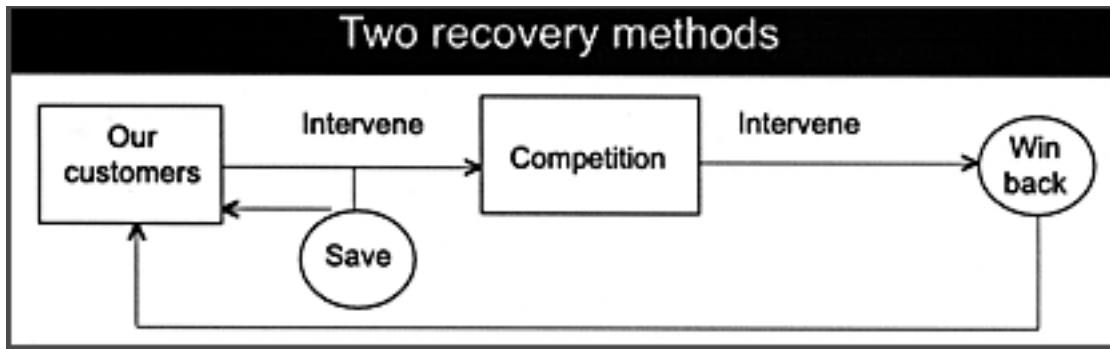 Two recovery methods
Our
customers
Intervene
Save
Competition
Intervene
Win
back